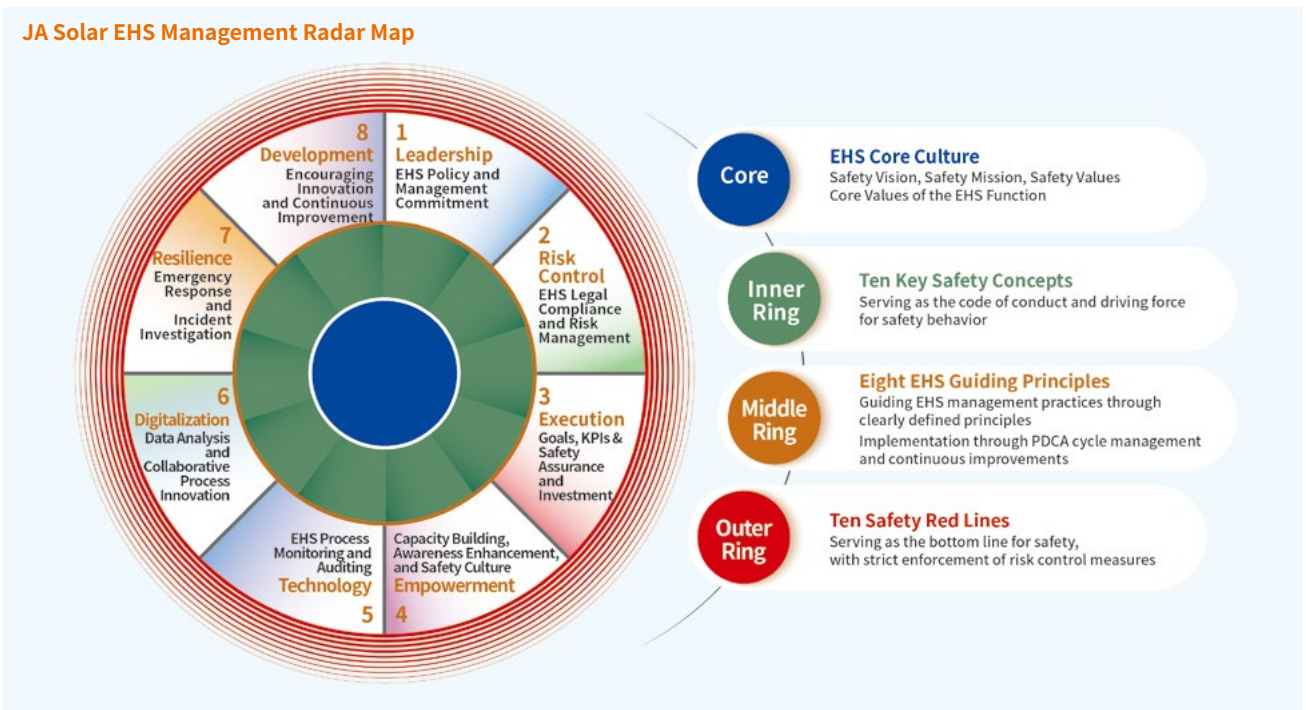 JA Solar EHS Management Radar Map
8
Development
Encouraging
Innovation
and Continuous
Improvement
1
Leadership
EHS Policy and
Management
Commitment
2
Risk
Control
EHS Legal
Compliance
and Risk
Management
3
Execution
Goals, KPIs &
Safety
Assurance
and
Investment
Capacity Building,
Awareness Enhancement,
and Safety Culture
Empowerment
4
EHS Process
Monitoring and
Auditing
Technology
5
6
Digitalization
Data Analysis
and
Collaborative
Process
Innovation
7
Resilience
Emergency
Response
and
Incident
Investigation
Core
EHS Core Culture
Safety Vision, Safety Mission, Safety Values
Core Values of the EHS Function
Inner
Ring
Ten Key Safety Concepts
Serving as the code of conduct and driving force
for safety behavior
Middle
Ring
Eight EHS Guiding Principles
Guiding EHS management practices through
clearly defined principles
Implementation through PDCA cycle management
and continuous improvements
Outer
Ring
Ten Safety Red Lines
Serving as the bottom line for safety,
with strict enforcement of risk control measures